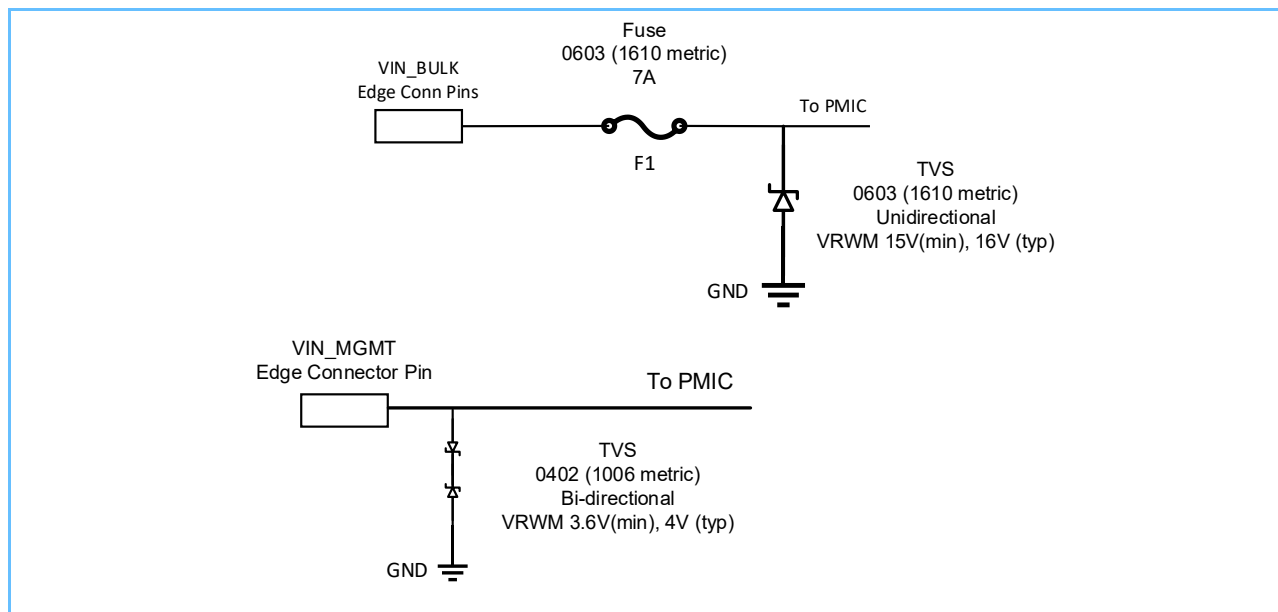 Fuse
0603 (1610 metric)
7A
VIN_BULK
Edge Conn Pins
To PMIC
F1
TVS
0603 (1610 metric)
Unidirectional
VRWM 15V(min), 16V (typ)
GND
VIN_MGMT
Edge Connector Pin
To PMIC
TVS
0402 (1006 metric)
Bi-directional
VRWM 3.6V(min), 4V (typ)
GND